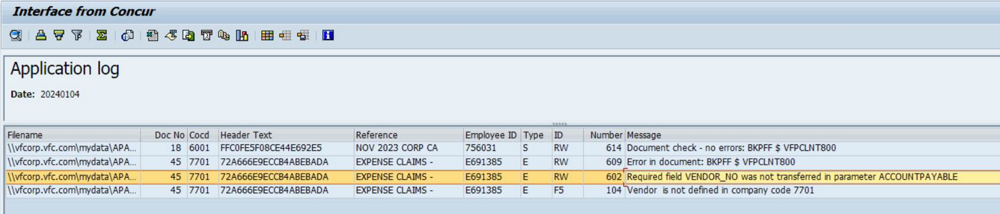 Interface from Concur
Application log
Date: 20240104
Filename Doc No Cocd Header Text Reference Employee ID Type ID Number Message
\\vfcorp.vfc.com\mydata\APA... 18 6001 FFC0FE5F08CE44E692E5 NOV 2023 CORP CA 756031 S RW 614 Document check - no errors: BKPFF $ VFPCLNT800
\\vfcorp.vfc.com\mydata\APA... 45 7701 72A666E9ECCB4ABEBADA EXPENSE CLAIMS - E691385 E RW 609 Error in document: BKPFF $ VFPCLNT800
\\vfcorp.vfc.com\mydata\APA... 45 7701 72A666E9ECCB4ABEBADA EXPENSE CLAIMS - E691385 E RW 602 Required field VENDOR_NO was not transferred in parameter ACCOUNTPAYABLE
\\vfcorp.vfc.com\mydata\APA... 45 7701 72A666E9ECCB4ABEBADA EXPENSE CLAIMS - E691385 E F5 104 Vendor is not defined in company code 7701